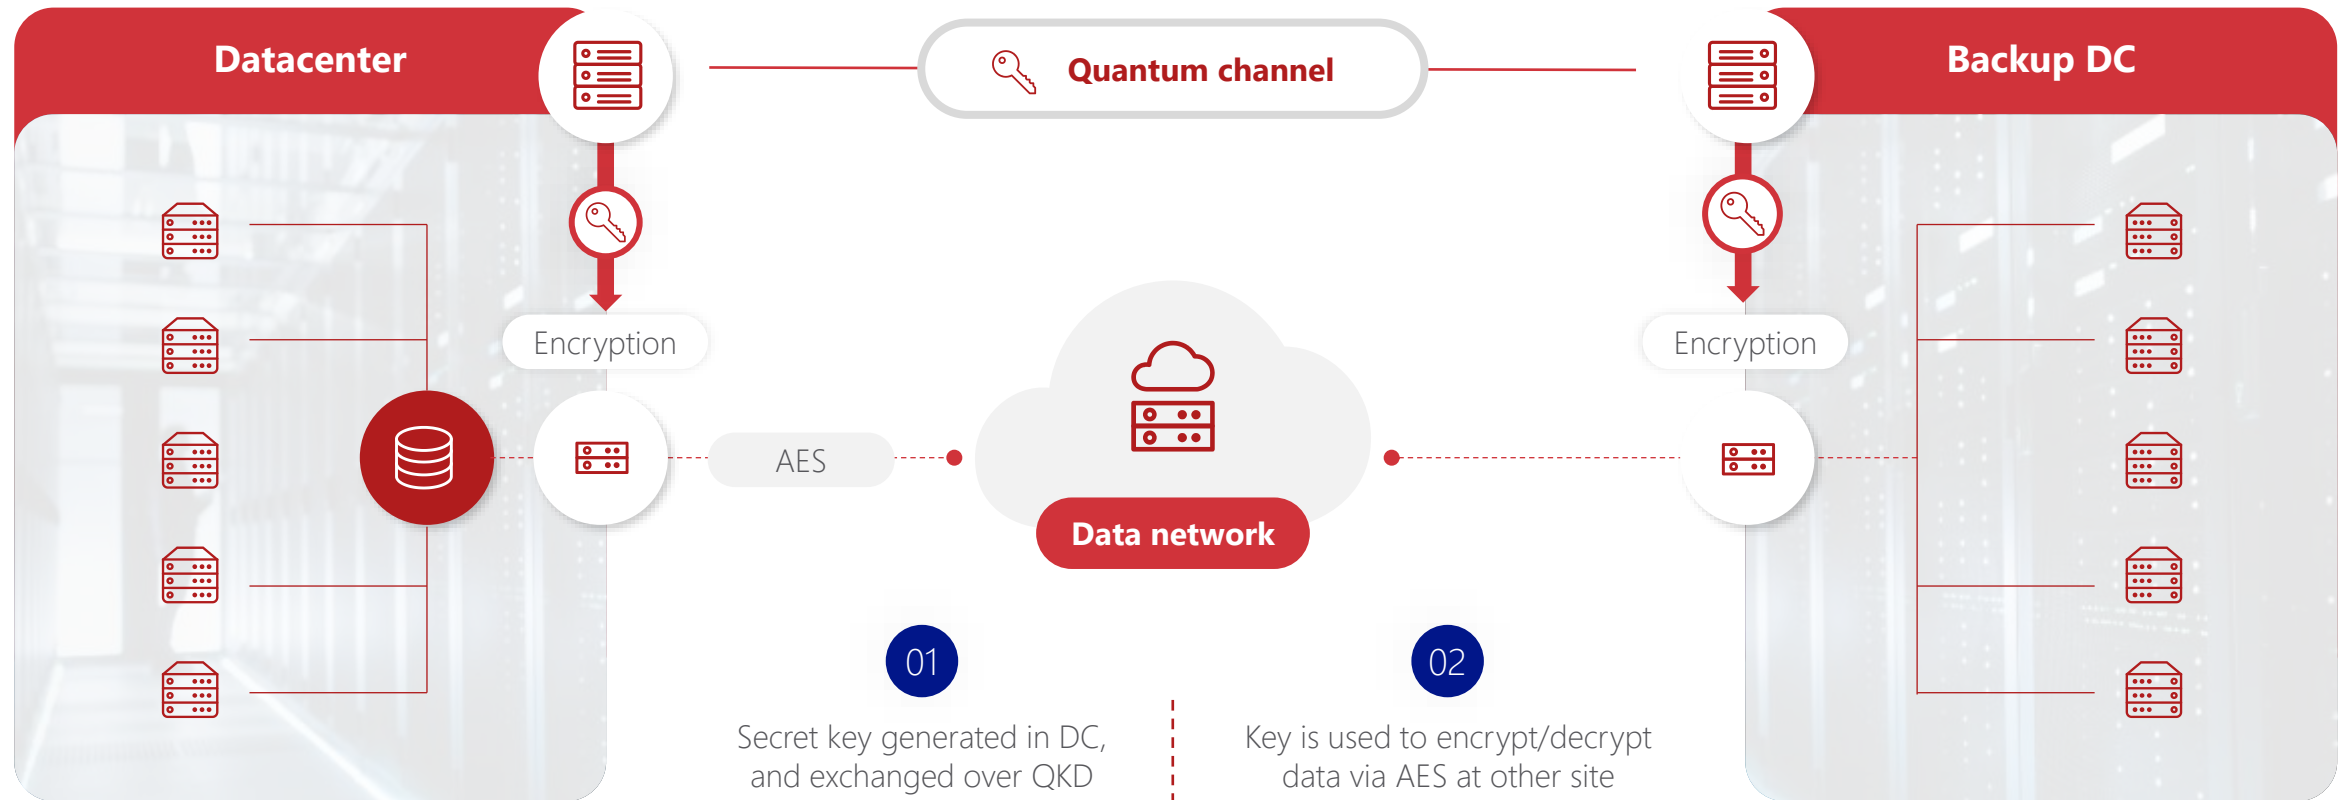 Datacenter
Quantum channel
Backup DC
Encryption
Encryption
AES
Data network
01
Secret key generated in DC,
and exchanged over QKD
02
Key is used to encrypt/decrypt
data via AES at other site